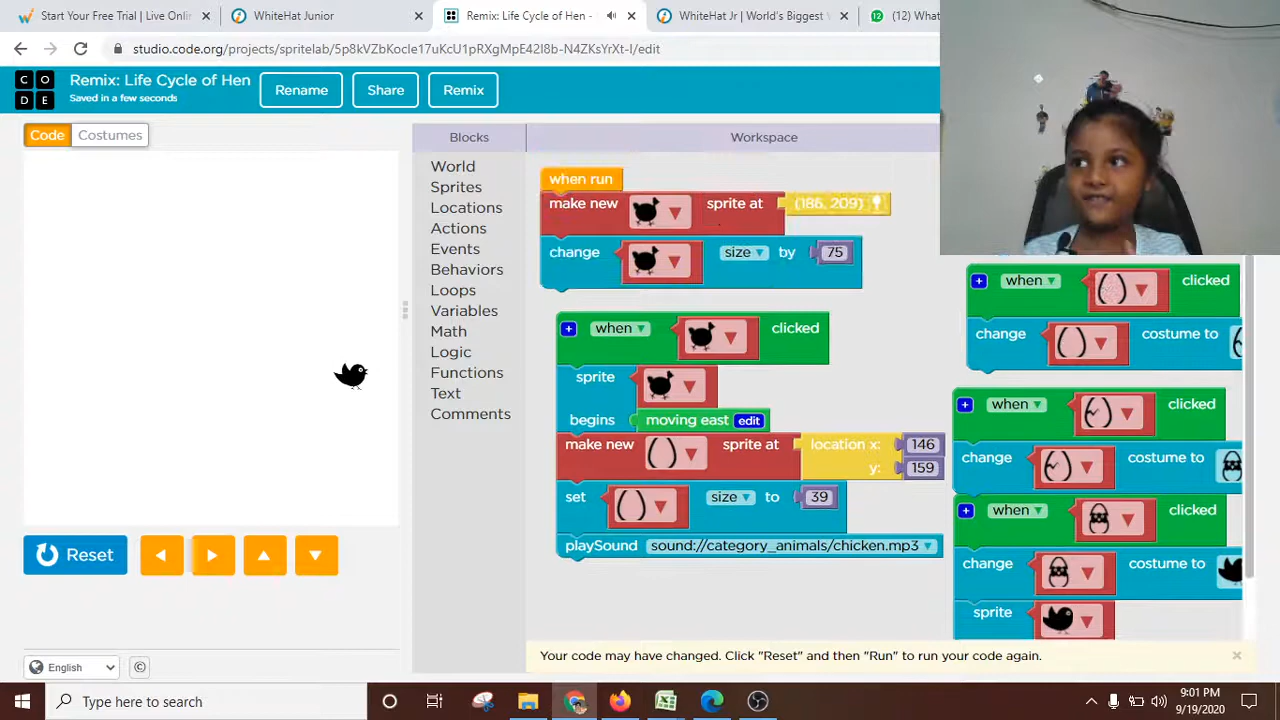 Start Your Free Trial | Live Onlin
WhiteHat Junior
Remix: Life Cycle of Hen -
WhiteHat Jr | World's Biggest
(12) What
studio.code.org/projects/spritelab/5p8kVZbKocle17uKcU1pRXgMpE42l8b-N4ZKsYrXt-I/edit
C O
D E
Remix: Life Cycle of Hen
Saved in a few seconds
Rename
Share
Remix
Code
Costumes
Blocks
Workspace
World
Sprites
Locations
Actions
Events
Behaviors
Loops
Variables
Math
Logic
Functions
Text
Comments
when run
make new sprite at (186, 209)
change size by 75
when clicked
sprite
begins moving east edit
make new sprite at location x: 146
y: 159
set size to 39
playSound sound://category_animals/chicken.mp3
when clicked
change costume to
when clicked
change costume to
when clicked
change costume to
sprite
Reset
English
©
Your code may have changed. Click "Reset" and then "Run" to run your code again.
Type here to search
9:01 PM
9/19/2020